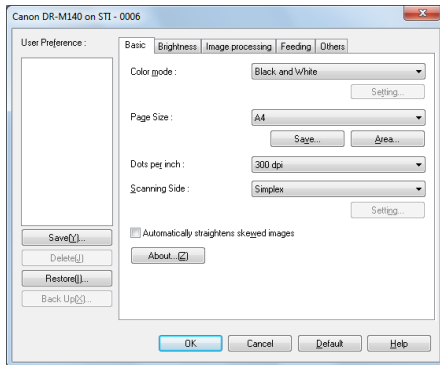 Canon DR-M140 on STI - 0006
User Preference :
Save(Y)...
Delete(J)
Restore(I)...
Back Up(X)...
Basic Brightness Image processing Feeding Others
Color mode : Black and White
Setting...
Page Size : A4
Save... Area...
Dots per inch : 300 dpi
Scanning Side : Simplex
Setting...
Automatically straightens skewed images
About...(Z)
OK Cancel Default Help